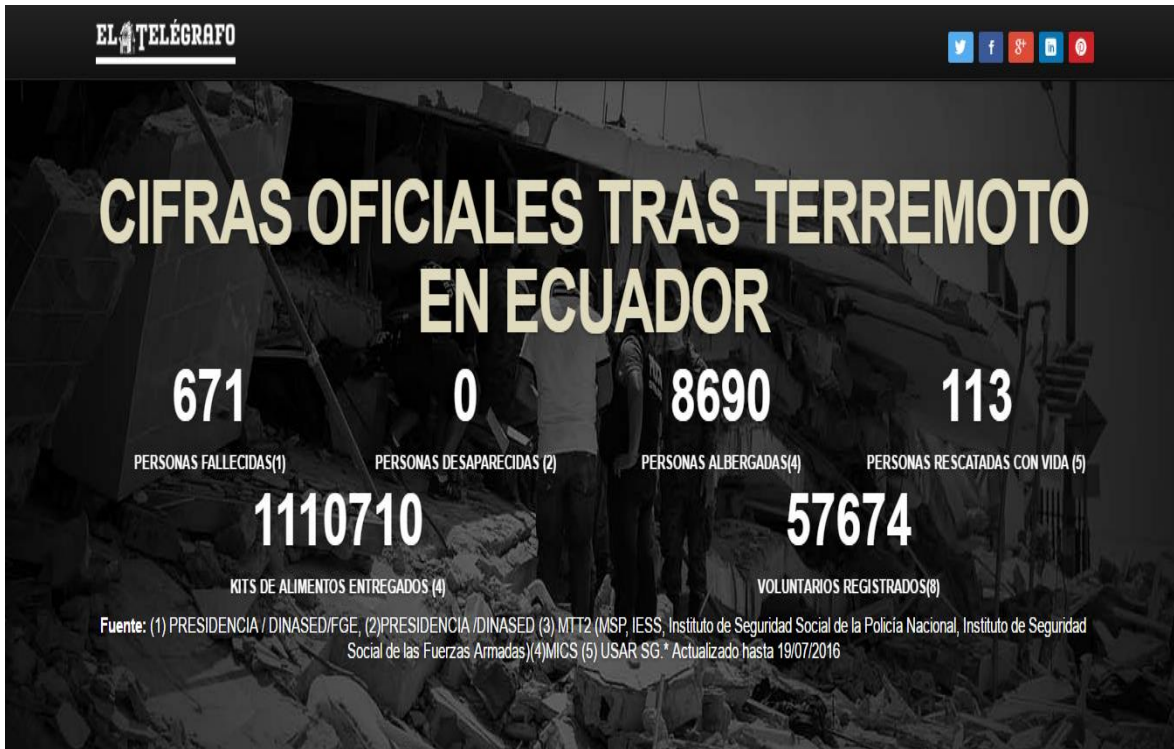 EL TELÉGRAFO
CIFRAS OFICIALES TRAS TERREMOTO
EN ECUADOR
671
0
8690
113
PERSONAS FALLECIDAS(1)
PERSONAS DESAPARECIDAS (2)
PERSONAS ALBERGADAS(4)
PERSONAS RESCATADAS CON VIDA (5)
1110710
57674
KITS DE ALIMENTOS ENTREGADOS (4)
VOLUNTARIOS REGISTRADOS(8)
Fuente: (1) PRESIDENCIA / DINASED/FGE, (2)PRESIDENCIA /DINASED (3) MTT2 (MSP, IESS, Instituto de Seguridad Social de la Policía Nacional, Instituto de Seguridad
Social de las Fuerzas Armadas)(4)MICS (5) USAR SG.* Actualizado hasta 19/07/2016